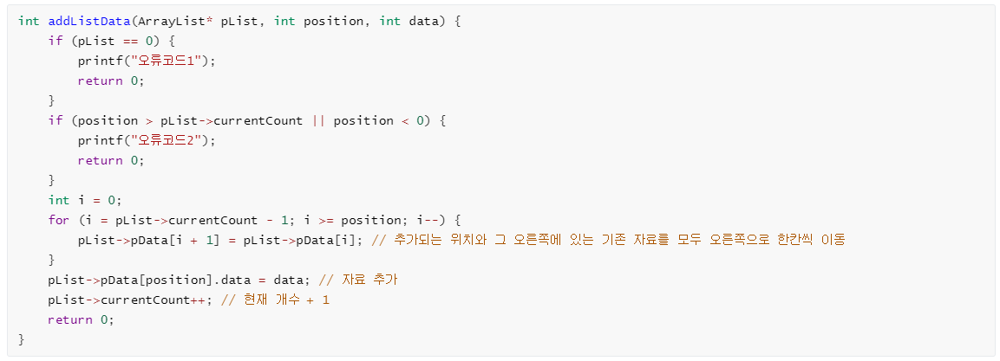 int addListData(ArrayList* pList, int position, int data) {
    if (pList == 0) {
        printf("오류코드1");
        return 0;
    }
    if (position > pList->currentCount || position < 0) {
        printf("오류코드2");
        return 0;
    }
    int i = 0;
    for (i = pList->currentCount - 1; i >= position; i--) {
        pList->pData[i + 1] = pList->pData[i]; // 추가되는 위치와 그 오른쪽에 있는 기존 자료를 모두 오른쪽으로 한칸씩 이동
    }
    pList->pData[position].data = data; // 자료 추가
    pList->currentCount++; // 현재 개수 + 1
    return 0;
}